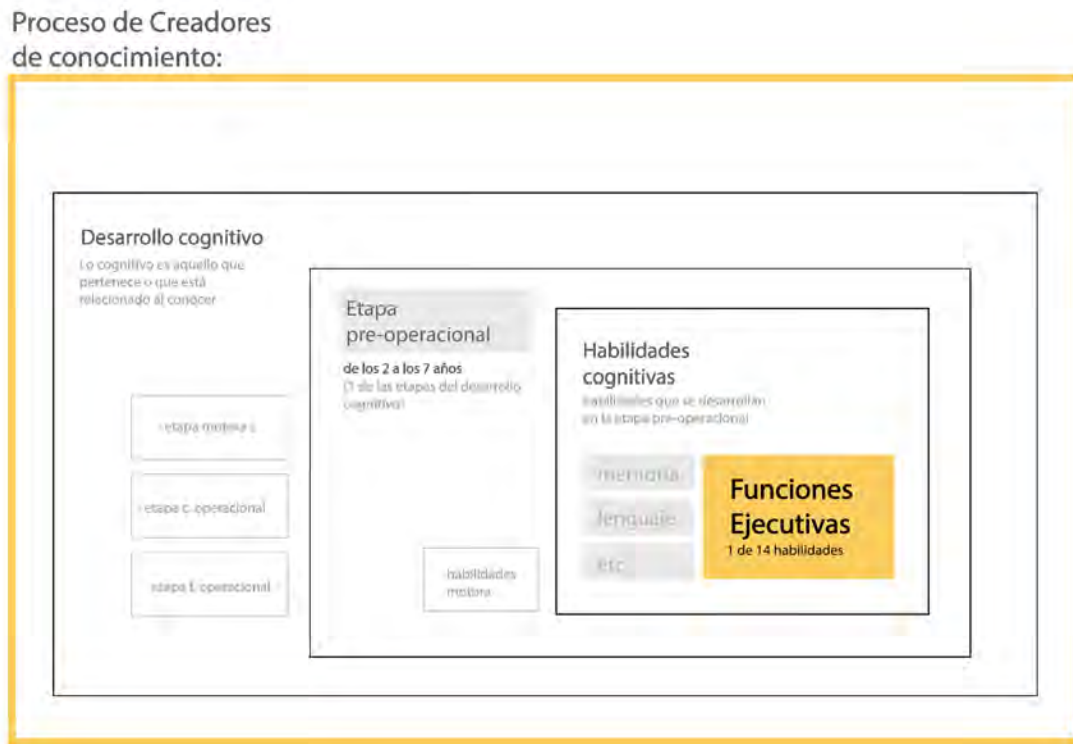 Proceso de Creadores
de conocimiento:
Desarrollo cognitivo
Lo cognitivo es aquello que
pertenece o que está
relacionado al conocer
Etapa
pre-operacional
de los 2 a los 7 años
(1 de las etapas del desarrollo
cognitivo)
Habilidades
cognitivas
habilidades que se desarrollan
en la etapa pre-operacional
etapa motora
etapa c. operacional
etapa f. operacional
habilidades
motora
memoria
lenguaje
etc
Funciones
Ejecutivas
1 de 14 habilidades